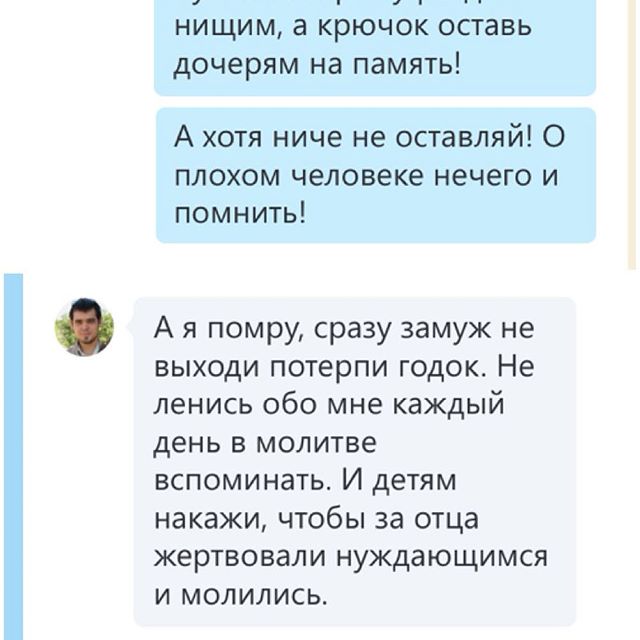 нищим, а крючок оставь
дочерям на память!
А хотя ниче не оставляй! О
плохом человеке нечего и
помнить!
А я помру, сразу замуж не
выходи потерпи годок. Не
ленись обо мне каждый
день в молитве
вспоминать. И детям
накажи, чтобы за отца
жертвовали нуждающимся
и молились.